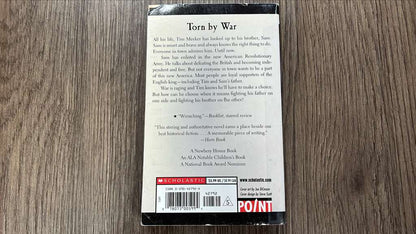 Torn by War
All his life, Tim Meeker has looked up to his brother, Sam.
Sam is smart and brave and always knows the right thing to do.
Everyone in town admires him. Until now.
Sam has enlisted in the new American Revolutionary
Army. He talks about defeating the British and becoming inde-
pendent and free. But not everyone in town wants to be a part
of this new America. Most people are loyal supporters of the
English king—including Tim and Sam's father.
War is raging and Tim knows he'll have to make a choice.
But how can he choose when it means fighting his father on
one side and fighting his brother on the other?
★ "Wrenching." —Booklist, starred review
"This stirring and authoritative novel earns a place beside our
best historical fiction. . . . A memorable piece of writing."
—Horn Book
A Newbery Honor Book
An ALA Notable Children's Book
A National Book Award Nominee
SCHOLASTIC
www.scholastic.com
POINT